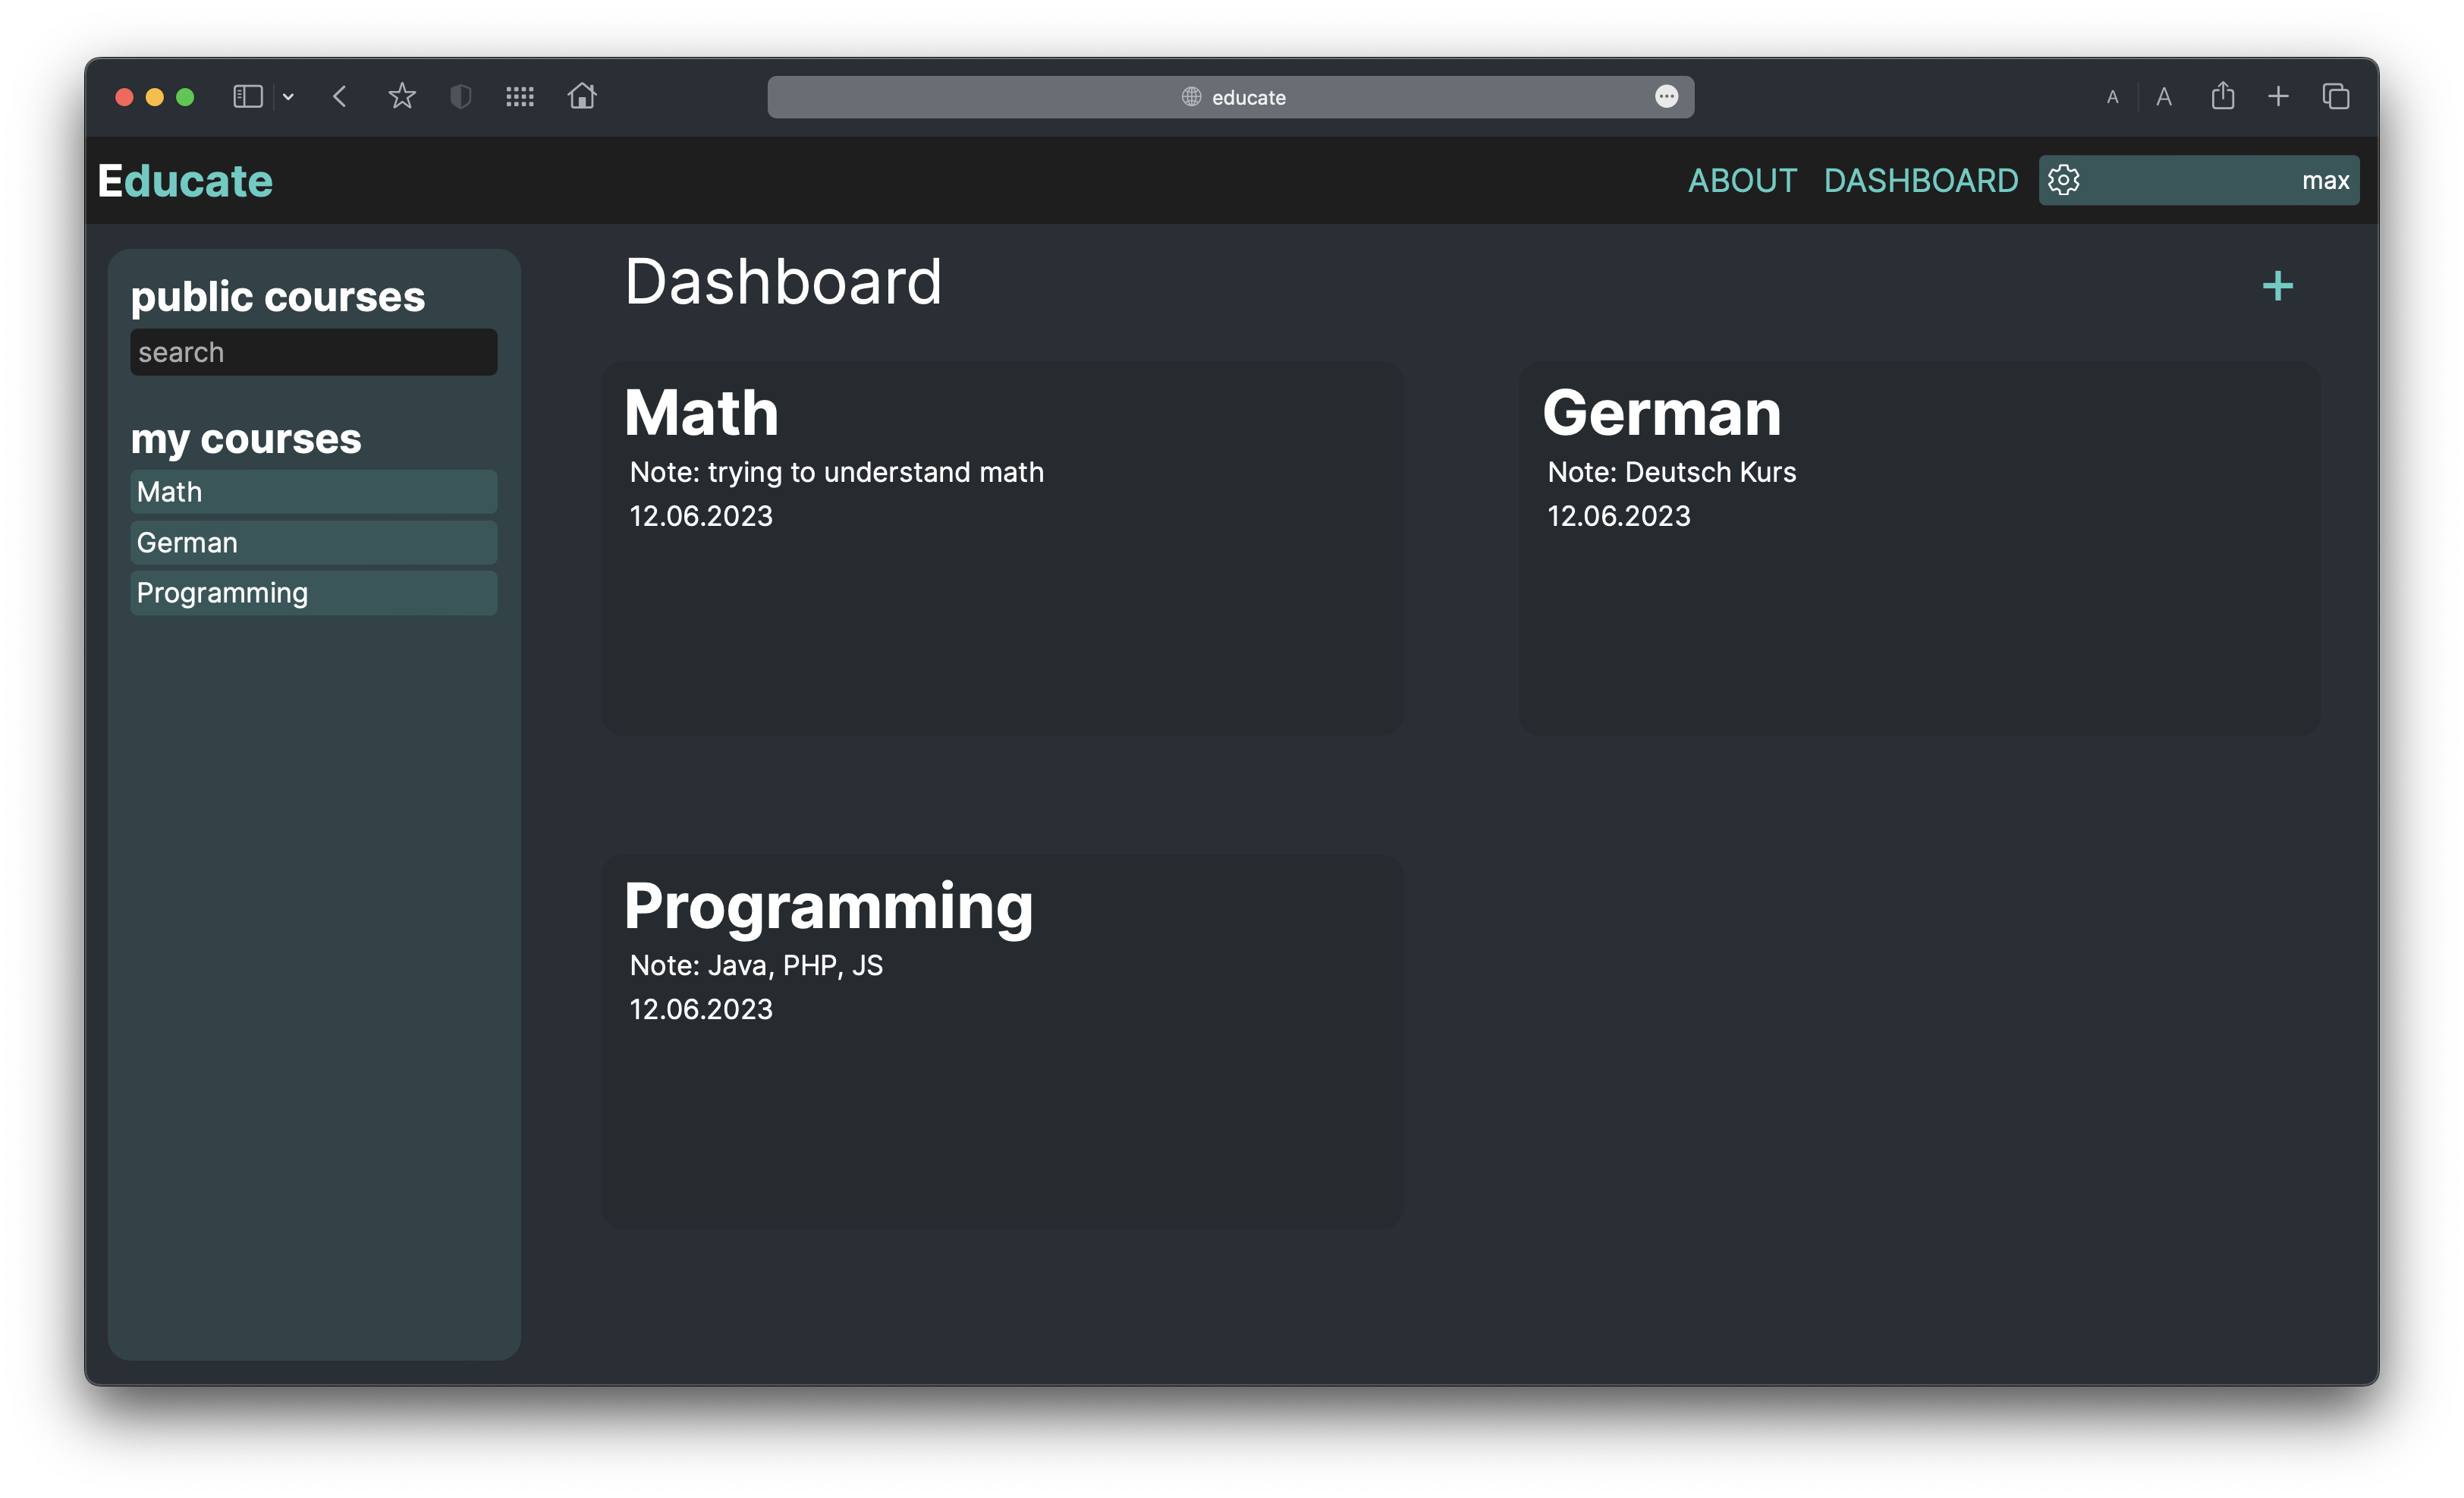 educate
A A
Educate
ABOUT DASHBOARD max
public courses
search
my courses
Math
German
Programming
Dashboard
+
Math
Note: trying to understand math
12.06.2023
German
Note: Deutsch Kurs
12.06.2023
Programming
Note: Java, PHP, JS
12.06.2023